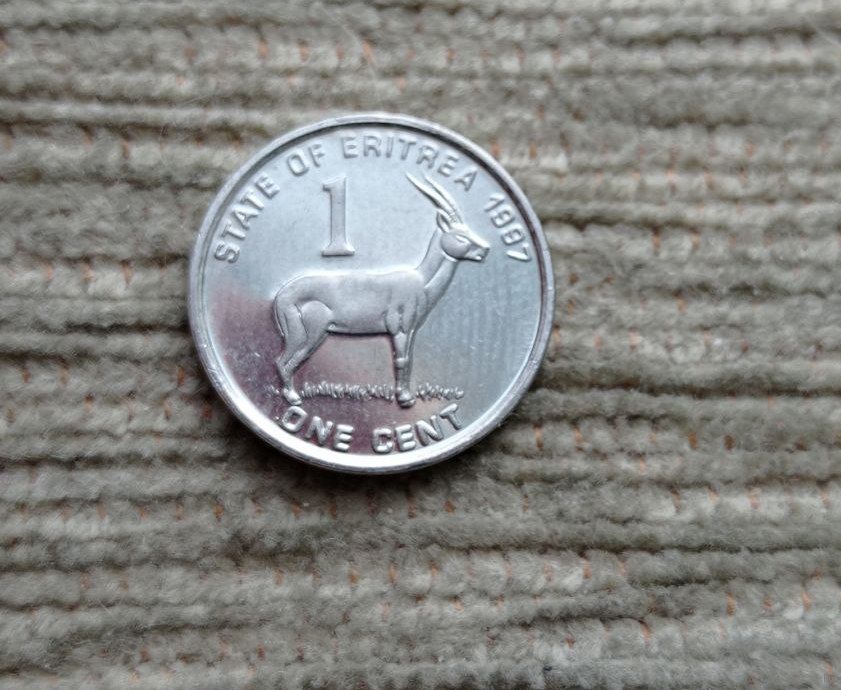 STATE OF ERITREA 1997
1
ONE CENT